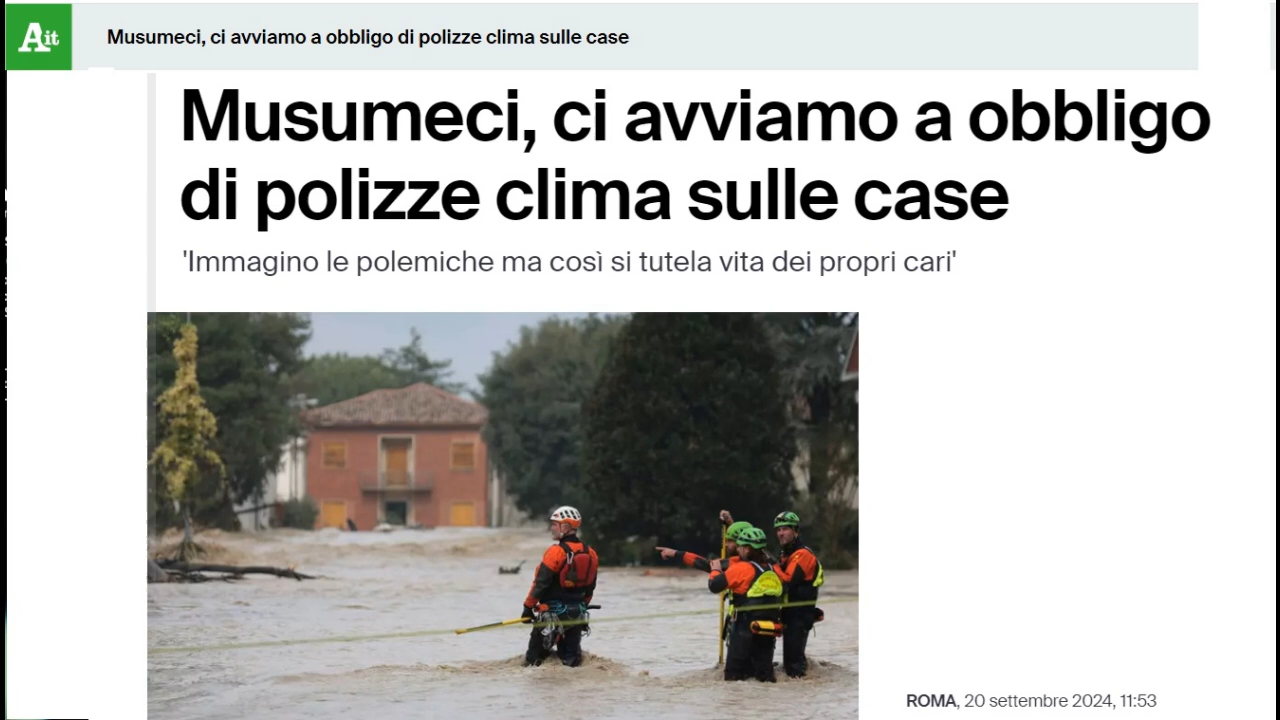 Ait
Musumeci, ci avviamo a obbligo di polizze clima sulle case
Musumeci, ci avviamo a obbligo
di polizze clima sulle case
'Immagino le polemiche ma così si tutela vita dei propri cari'
ROMA, 20 settembre 2024, 11:53